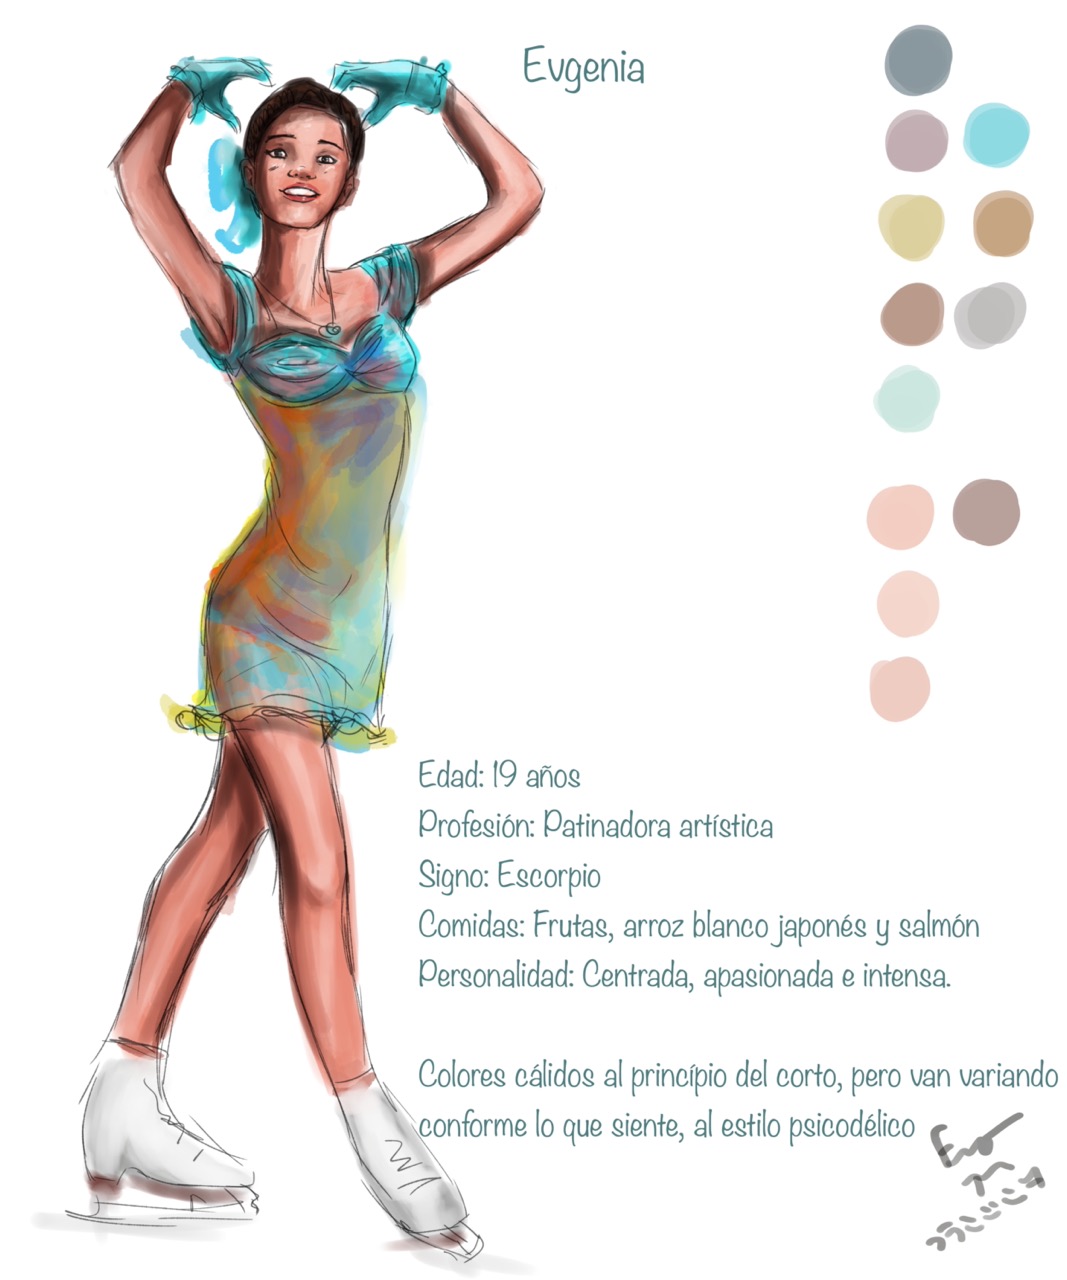 Evgenia
Edad: 19 años
Profesión: Patinadora artística
Signo: Escorpio
Comidas: Frutas, arroz blanco japonés y salmón
Personalidad: Centrada, apasionada e intensa.
Colores cálidos al princípio del corto, pero van variando
conforme lo que siente, al estilo psicodélico